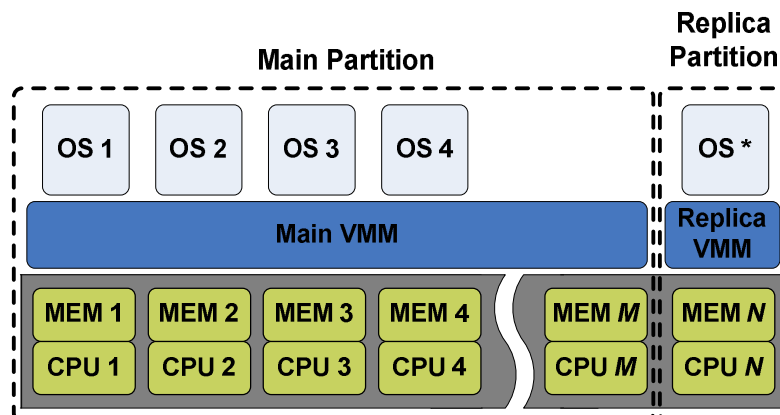 Main Partition
Replica
Partition
OS 1 OS 2 OS 3 OS 4 OS *
Main VMM
Replica
VMM
MEM 1 MEM 2 MEM 3 MEM 4 MEM M MEM N
CPU 1 CPU 2 CPU 3 CPU 4 CPU M CPU N